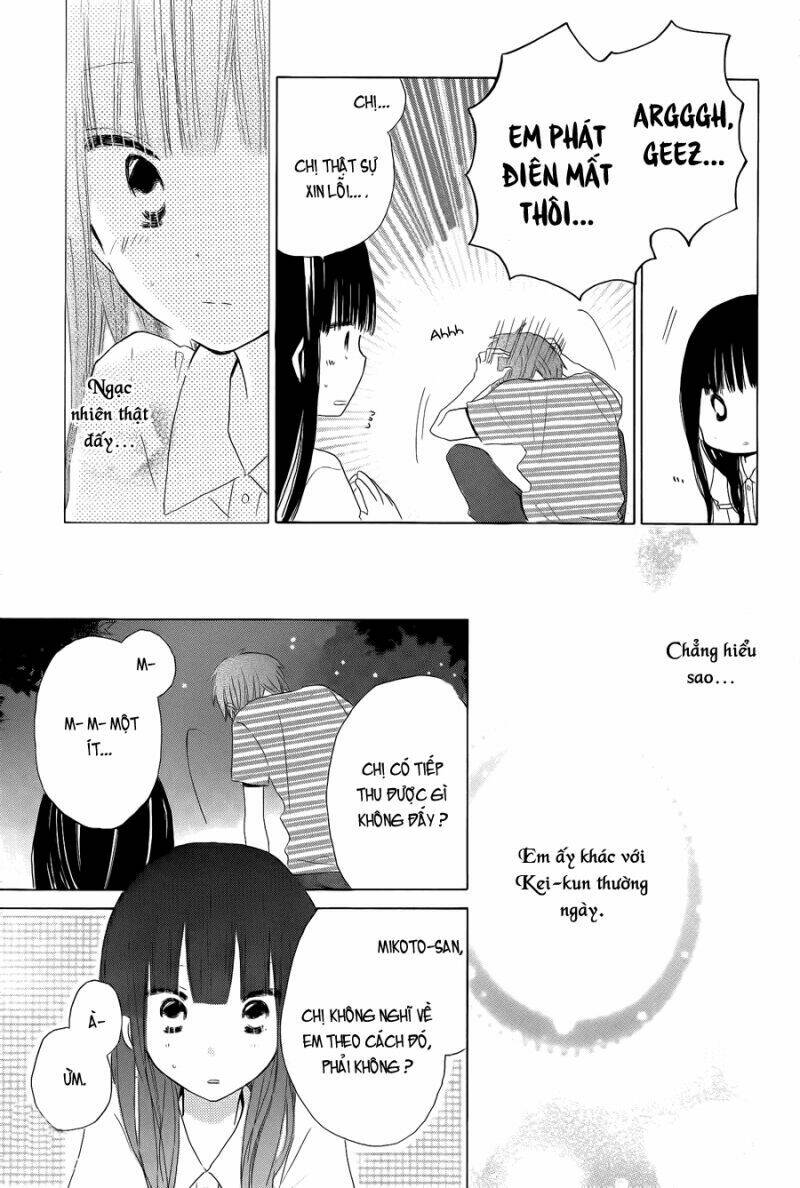 ARGGGH,
GEEZ...
EM PHÁT
ĐIÊN MẤT
THÔI...
Ahhh
CHỊ...
CHỊ THẬT SỰ
XIN LỖI....
Ngạc
nhiên thật
đấy...
Chẳng hiểu
sao...
Em ấy khác với
Kei-kun thường
ngày.
CHỊ CÓ TIẾP
THU ĐƯỢC GÌ
KHÔNG ĐẤY?
M-
M- M- MỘT
ÍT...
MIKOTO-SAN,
CHỊ KHÔNG NGHĨ VỀ
EM THEO CÁCH ĐÓ,
PHẢI KHÔNG?
À-
ỪM.